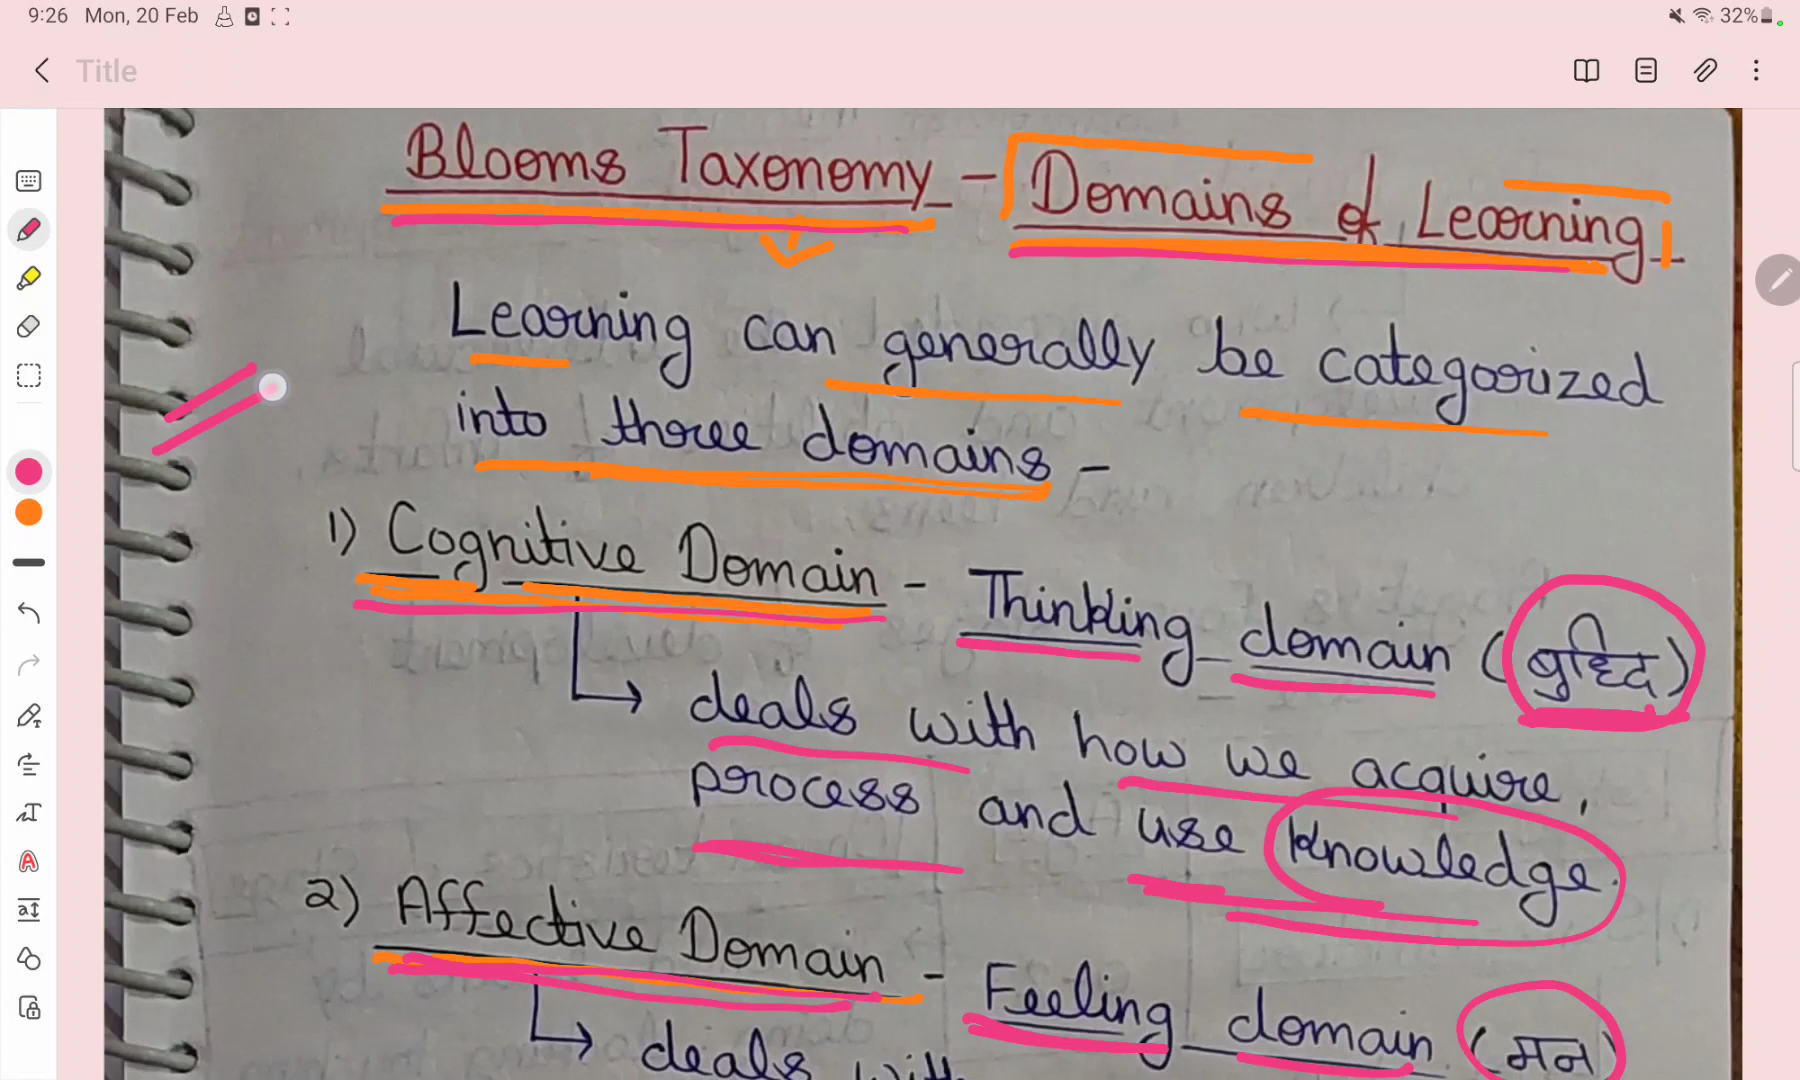 9:26 Mon, 20 Feb
32%
Title
Blooms Taxonomy - Domains of Learning
Learning can generally be categorized
into three domains -
1) Cognitive Domain - Thinking domain (बुद्धि)
deals with how we acquire,
process and use knowledge.
2) Affective Domain - Feeling domain (मन)
deals with